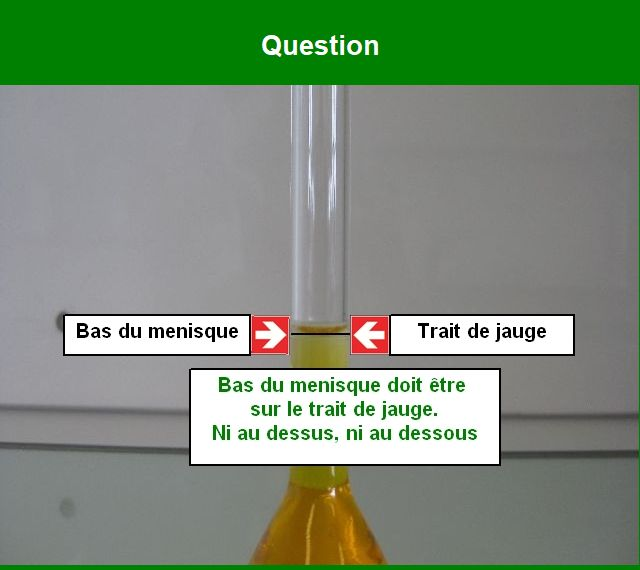 Question
Bas du menisque
Trait de jauge
Bas du menisque doit être
sur le trait de jauge.
Ni au dessus, ni au dessous